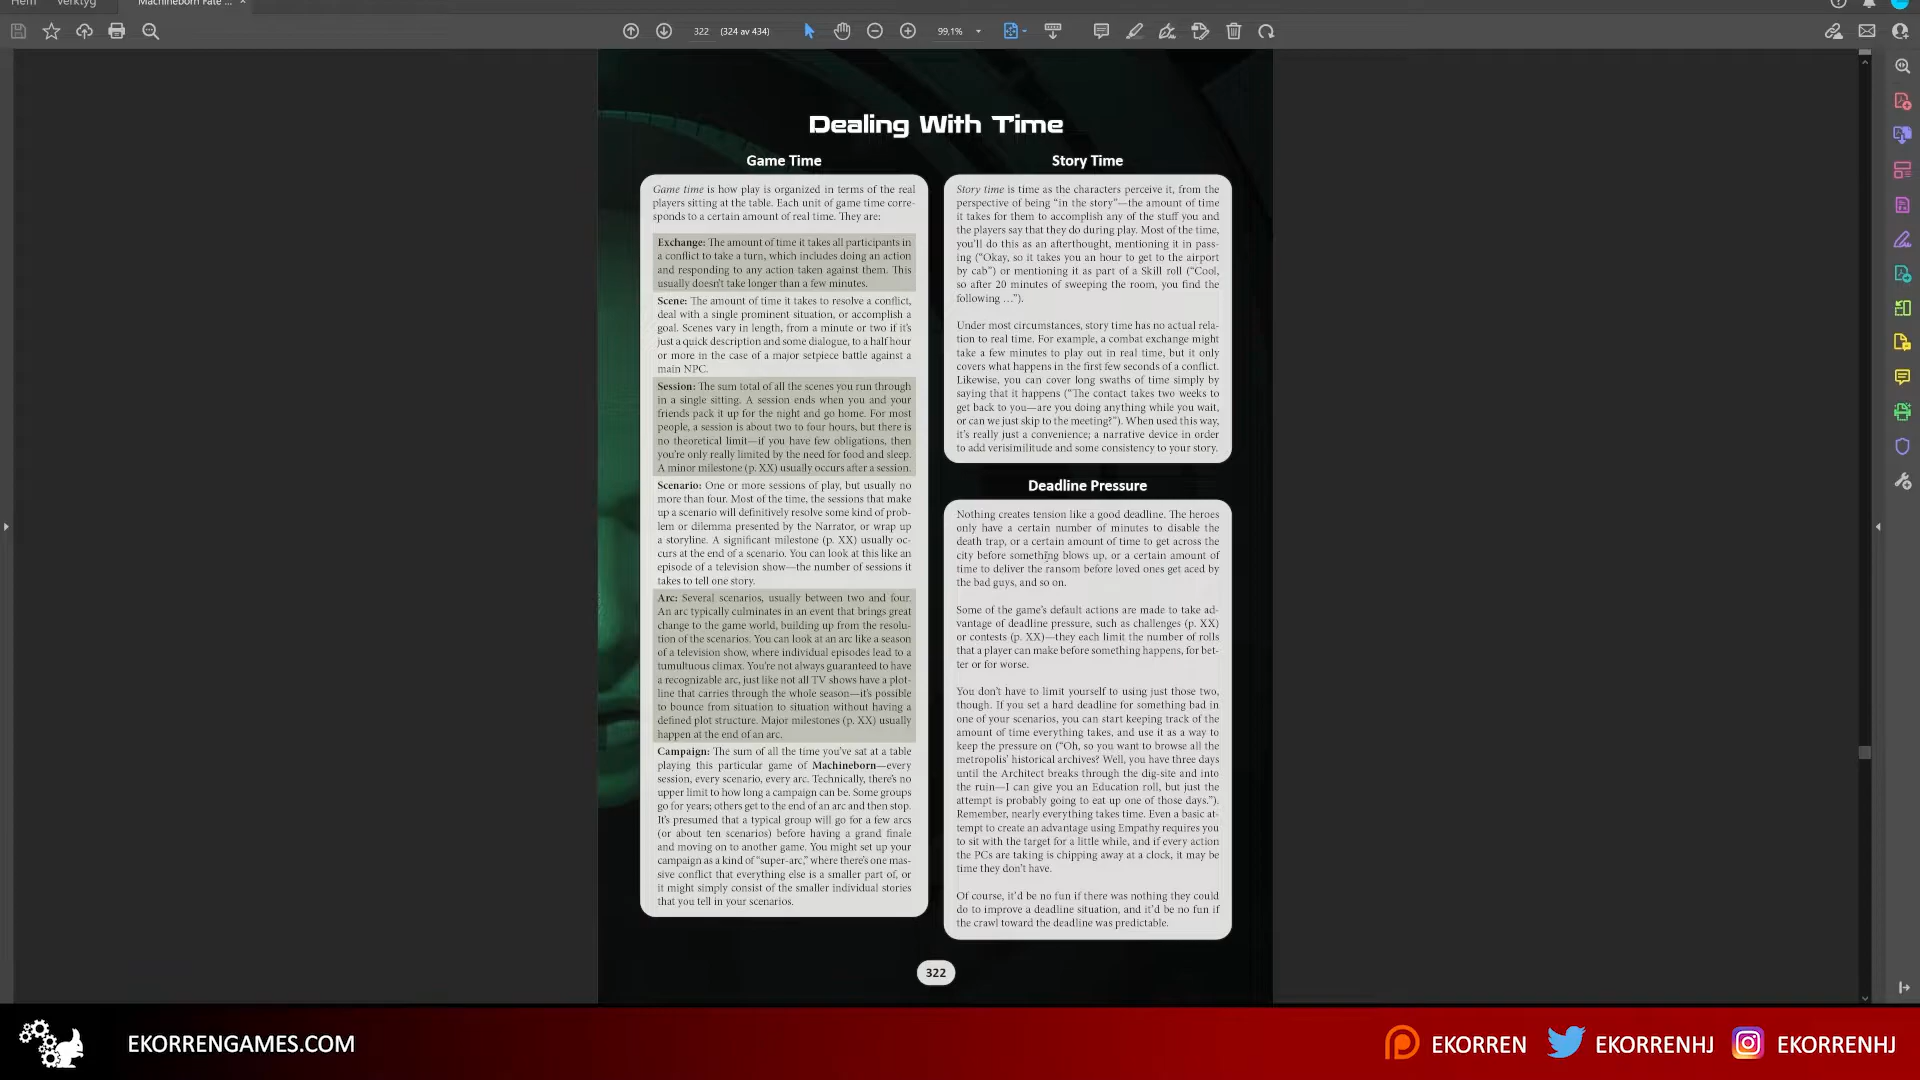 Hem
Verktyg
Machineborn Fate ...
322 (324 av 434)
99,1%
Dealing With Time
Game Time
Game time is how play is organized in terms of the real
players sitting at the table. Each unit of game time corre-
sponds to a certain amount of real time. They are:
Exchange: The amount of time it takes all participants in
a conflict to take a turn, which includes doing an action
and responding to any action taken against them. This
usually doesn't take longer than a few minutes.
Scene: The amount of time it takes to resolve a conflict,
deal with a single prominent situation, or accomplish a
goal. Scenes vary in length, from a minute or two if it's
just a quick description and some dialogue, to a half hour
or more in the case of a major setpiece battle against a
main NPC.
Session: The sum total of all the scenes you run through
in a single sitting. A session ends when you and your
friends pack it up for the night and go home. For most
people, a session is about two to four hours, but there is
no theoretical limit—if you have few obligations, then
you're only really limited by the need for food and sleep.
A minor milestone (p. XX) usually occurs after a session.
Scenario: One or more sessions of play, but usually no
more than four. Most of the time, the sessions that make
up a scenario will definitively resolve some kind of prob-
lem or dilemma presented by the Narrator, or wrap up
a storyline. A significant milestone (p. XX) usually oc-
curs at the end of a scenario. You can look at this like an
episode of a television show—the number of sessions it
takes to tell one story.
Arc: Several scenarios, usually between two and four.
An arc typically culminates in an event that brings great
change to the game world, building up from the resolu-
tion of the scenarios. You can look at an arc like a season
of a television show, where individual episodes lead to a
tumultuous climax. You're not always guaranteed to have
a recognizable arc, just like not all TV shows have a plot-
line that carries through the whole season—it's possible
to bounce from situation to situation without having a
defined plot structure. Major milestones (p. XX) usually
happen at the end of an arc.
Campaign: The sum of all the time you've sat at a table
playing this particular game of Machineborn—every
session, every scenario, every arc. Technically, there's no
upper limit to how long a campaign can be. Some groups
go for years; others get to the end of an arc and then stop.
It's presumed that a typical group will go for a few arcs
(or about ten scenarios) before having a grand finale
and moving on to another game. You might set up your
campaign as a kind of "super-arc," where there's one mas-
sive conflict that everything else is a smaller part of, or
it might simply consist of the smaller individual stories
that you tell in your scenarios.
Story Time
Story time is time as the characters perceive it, from the
perspective of being "in the story"—the amount of time
it takes for them to accomplish any of the stuff you and
the players say that they do during play. Most of the time,
you'll do this as an afterthought, mentioning it in pass-
ing ("Okay, so it takes you an hour to get to the airport
by cab") or mentioning it as part of a Skill roll ("Cool,
so after 20 minutes of sweeping the room, you find the
following ...").
Under most circumstances, story time has no actual rela-
tion to real time. For example, a combat exchange might
take a few minutes to play out in real time, but it only
covers what happens in the first few seconds of a conflict.
Likewise, you can cover long swaths of time simply by
saying that it happens ("The contact takes two weeks to
get back to you—are you doing anything while you wait,
or can we just skip to the meeting?"). When used this way,
it's really just a convenience; a narrative device in order
to add verisimilitude and some consistency to your story.
Deadline Pressure
Nothing creates tension like a good deadline. The heroes
only have a certain number of minutes to disable the
death trap, or a certain amount of time to get across the
city before something blows up, or a certain amount of
time to deliver the ransom before loved ones get aced by
the bad guys, and so on.
Some of the game's default actions are made to take ad-
vantage of deadline pressure, such as challenges (p. XX)
or contests (p. XX)—they each limit the number of rolls
that a player can make before something happens, for bet-
ter or for worse.
You don't have to limit yourself to using just those two,
though. If you set a hard deadline for something bad in
one of your scenarios, you can start keeping track of the
amount of time everything takes, and use it as a way to
keep the pressure on ("Oh, so you want to browse all the
metropolis' historical archives? Well, you have three days
until the Architect breaks through the dig-site and into
the ruin—I can give you an Education roll, but just the
attempt is probably going to eat up one of those days.").
Remember, nearly everything takes time. Even a basic at-
tempt to create an advantage using Empathy requires you
to sit with the target for a little while, and if every action
the PCs are taking is chipping away at a clock, it may be
time they don't have.
Of course, it'd be no fun if there was nothing they could
do to improve a deadline situation, and it'd be no fun if
the crawl toward the deadline was predictable.
322
EKORRENGAMES.COM
EKORREN
EKORRENHJ
EKORRENHJ